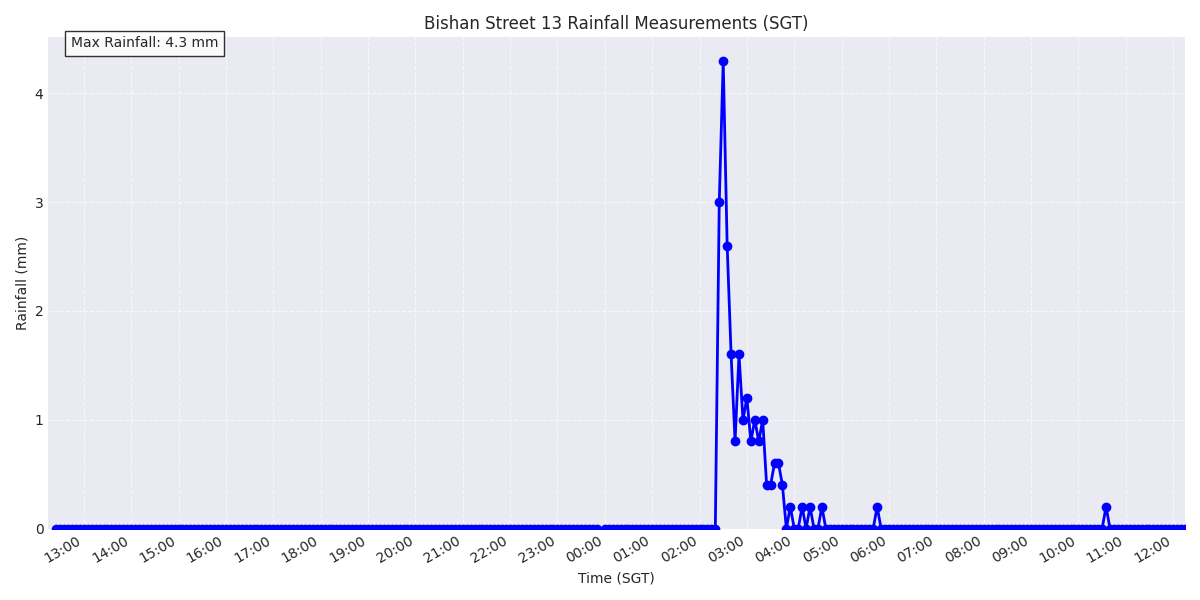 Bishan Street 13 Rainfall Measurements (SGT)
Max Rainfall: 4.3 mm
Rainfall (mm)
4
3
2
1
0
13:00 14:00 15:00 16:00 17:00 18:00 19:00 20:00 21:00 22:00 23:00 00:00 01:00 02:00 03:00 04:00 05:00 06:00 07:00 08:00 09:00 10:00 11:00 12:00
Time (SGT)